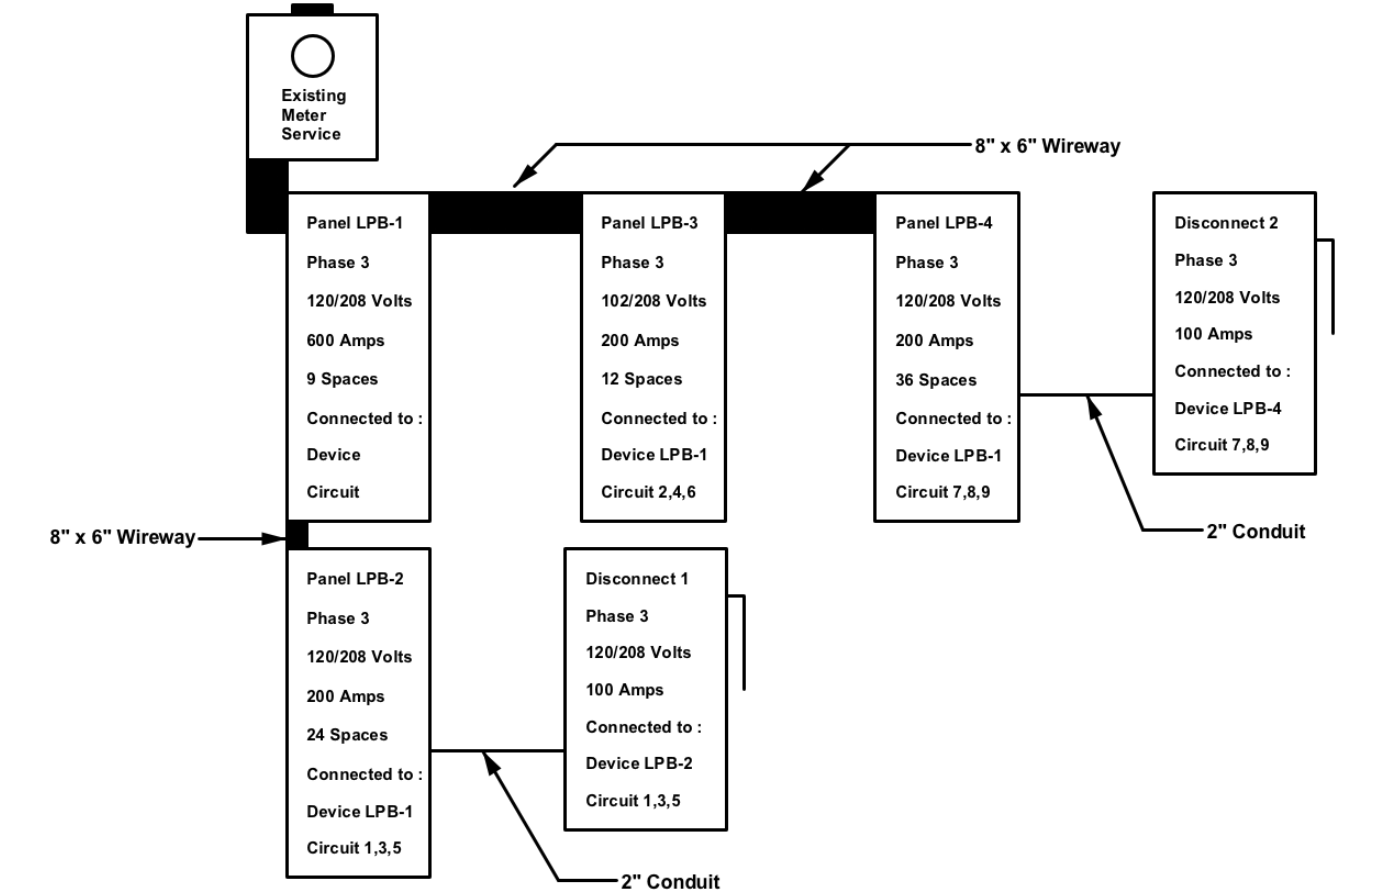 Existing
Meter
Service
8" x 6" Wireway
Panel LPB-1
Phase 3
120/208 Volts
600 Amps
9 Spaces
Connected to :
Device
Circuit
Panel LPB-3
Phase 3
102/208 Volts
200 Amps
12 Spaces
Connected to :
Device LPB-1
Circuit 2,4,6
Panel LPB-4
Phase 3
120/208 Volts
200 Amps
36 Spaces
Connected to :
Device LPB-1
Circuit 7,8,9
Disconnect 2
Phase 3
120/208 Volts
100 Amps
Connected to :
Device LPB-4
Circuit 7,8,9
2" Conduit
8" x 6" Wireway
Panel LPB-2
Phase 3
120/208 Volts
200 Amps
24 Spaces
Connected to :
Device LPB-1
Circuit 1,3,5
Disconnect 1
Phase 3
120/208 Volts
100 Amps
Connected to :
Device LPB-2
Circuit 1,3,5
2" Conduit